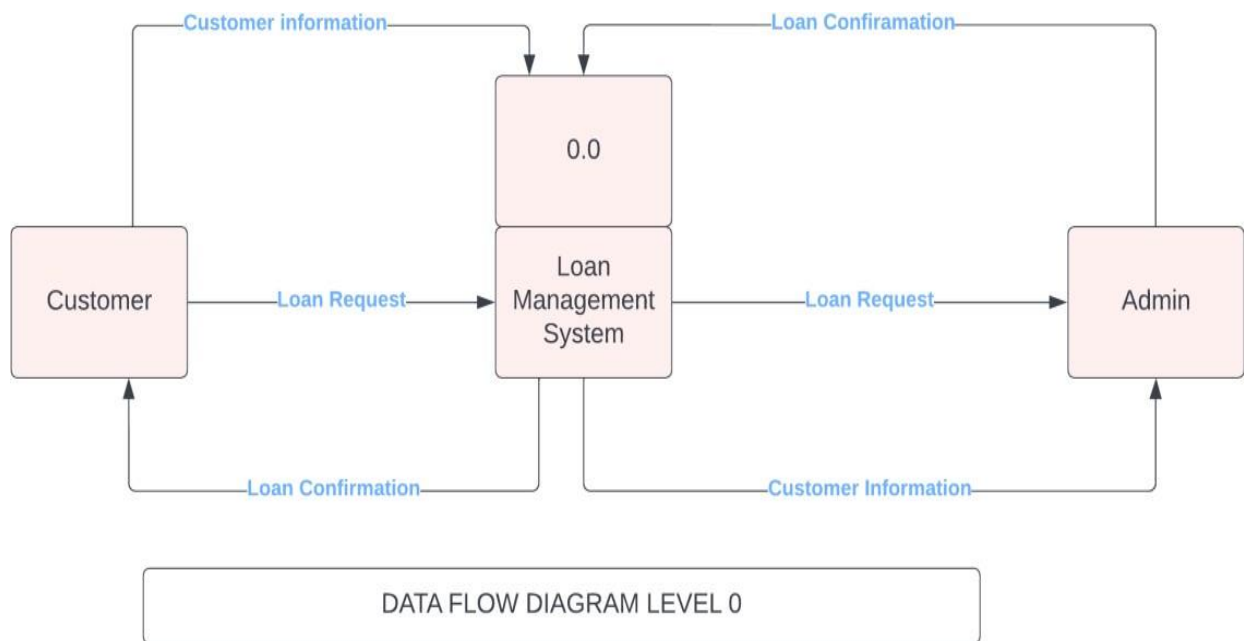 Customer information
Loan Confiramation
0.0
Customer
Loan Request
Loan
Management
System
Loan Request
Admin
Loan Confirmation
Customer Information
DATA FLOW DIAGRAM LEVEL 0